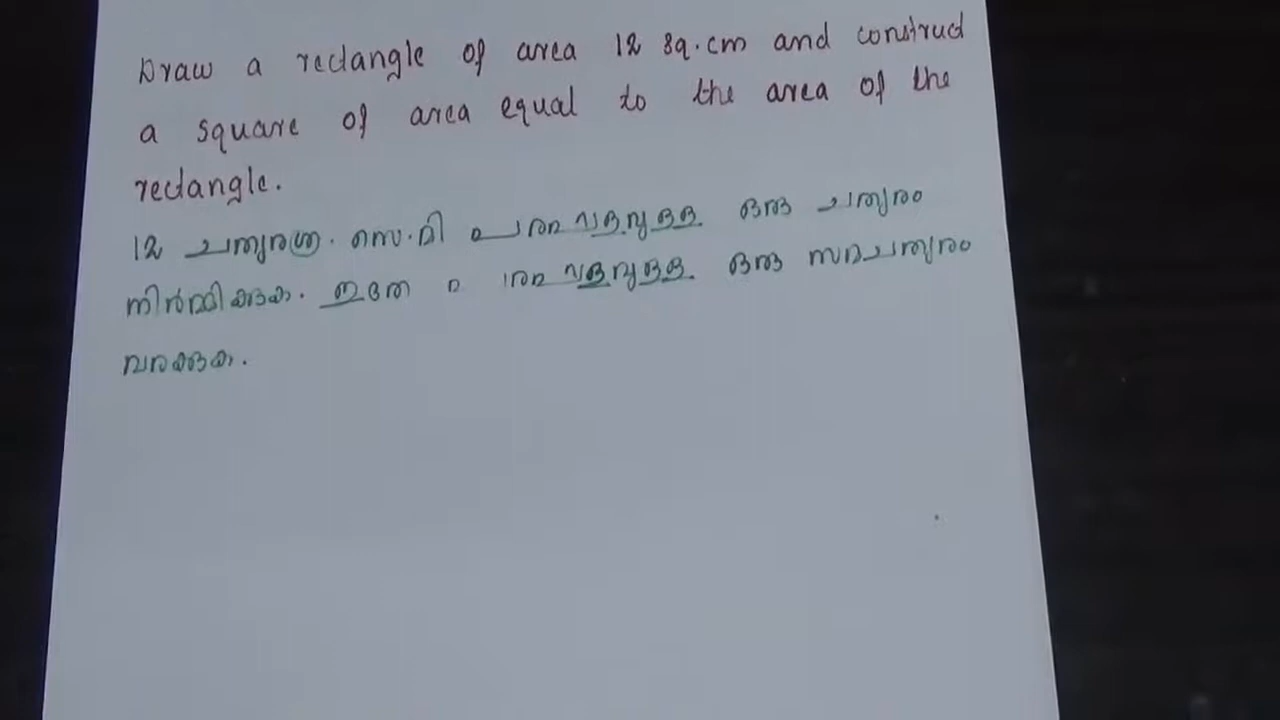 Draw a rectangle of area 12 sq.cm and construct
a square of area equal to the area of the
rectangle.
12 ചതുരശ്ര. സെ.മി പരപ്പളവുള്ള ഒരു ചതുരം
നിർമ്മിക്കുക. ഇതേ പരപ്പളവുള്ള ഒരു സമചതുരം
വരക്കുക.